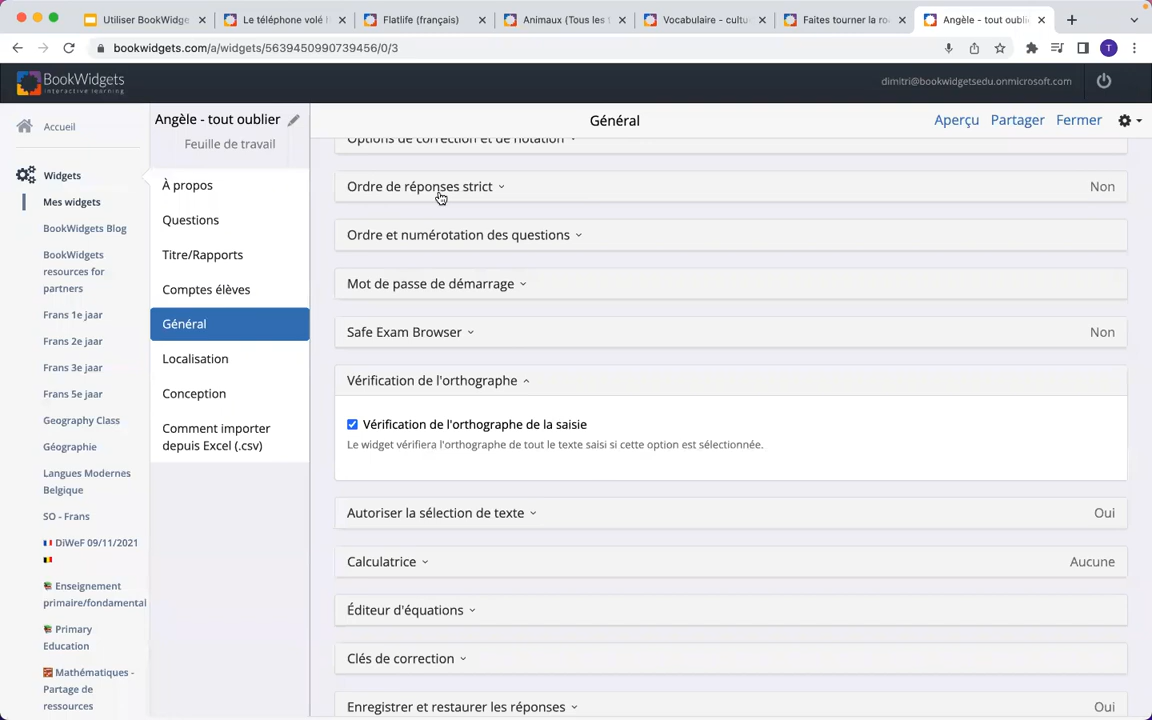 Utiliser BookWidge
Le téléphone volé
Flatlife (français)
Animaux (Tous les
Vocabulaire - cultu
Faites tourner la ro
Angèle - tout oubli
bookwidgets.com/a/widgets/5639450990739456/0/3
T
BookWidgets
interactive learning
dimitri@bookwidgetsedu.onmicrosoft.com
Accueil
Widgets
Mes widgets
BookWidgets Blog
BookWidgets
resources for
partners
Frans 1e jaar
Frans 2e jaar
Frans 3e jaar
Frans 5e jaar
Geography Class
Géographie
Langues Modernes
Belgique
SO - Frans
DiWeF 09/11/2021
Enseignement
primaire/fondamental
Primary
Education
Mathématiques -
Partage de
ressources
Angèle - tout oublier
Feuille de travail
À propos
Questions
Titre/Rapports
Comptes élèves
Général
Localisation
Conception
Comment importer
depuis Excel (.csv)
Général
Aperçu Partager Fermer
Options de correction et de notation
Ordre de réponses strict Non
Ordre et numérotation des questions
Mot de passe de démarrage
Safe Exam Browser Non
Vérification de l'orthographe
Vérification de l'orthographe de la saisie
Le widget vérifiera l'orthographe de tout le texte saisi si cette option est sélectionnée.
Autoriser la sélection de texte Oui
Calculatrice Aucune
Éditeur d'équations
Clés de correction
Enregistrer et restaurer les réponses Oui